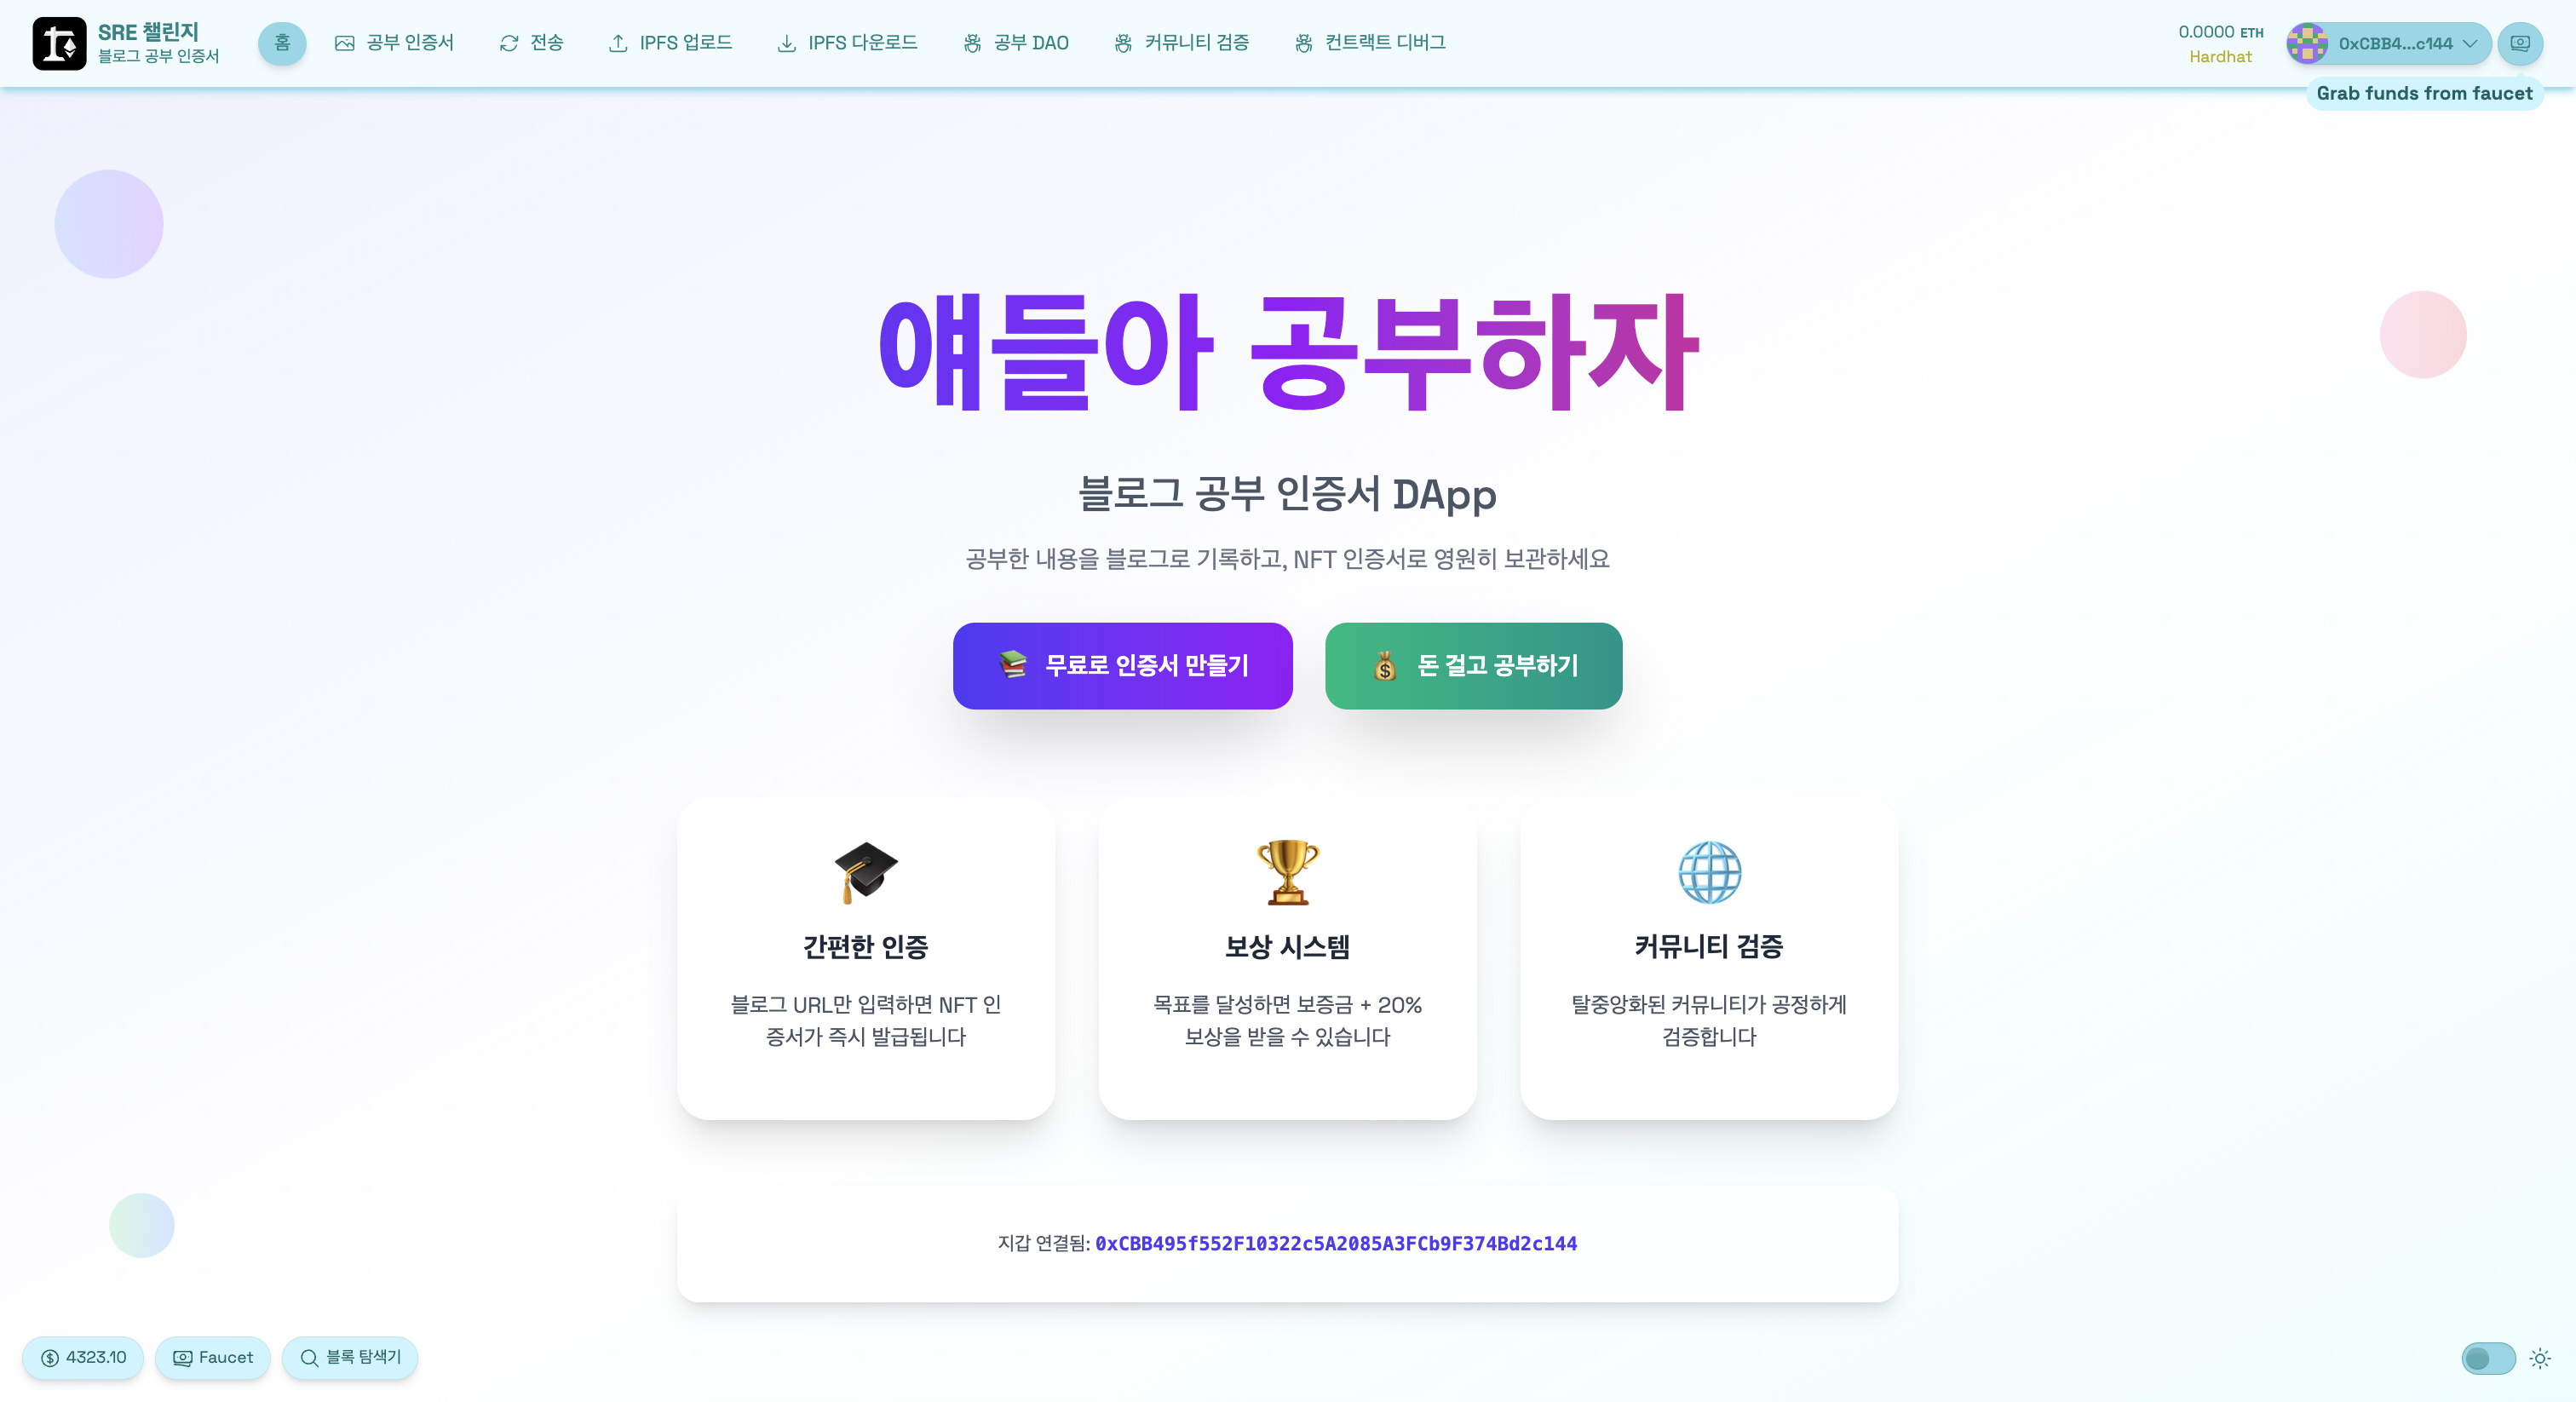 SRE 챌린지
블로그 공부 인증서
홈
공부 인증서
전송
IPFS 업로드
IPFS 다운로드
공부 DAO
커뮤니티 검증
컨트랙트 디버그
0.0000 ETH
Hardhat
0xCBB4...c144
Grab funds from faucet
얘들아 공부하자
블로그 공부 인증서 DApp
공부한 내용을 블로그로 기록하고, NFT 인증서로 영원히 보관하세요
📚 무료로 인증서 만들기
💰 돈 걸고 공부하기
간편한 인증
블로그 URL만 입력하면 NFT 인
증서가 즉시 발급됩니다
보상 시스템
목표를 달성하면 보증금 + 20%
보상을 받을 수 있습니다
커뮤니티 검증
탈중앙화된 커뮤니티가 공정하게
검증합니다
지갑 연결됨: 0xCBB495f552F10322c5A2085A3FCb9F374Bd2c144
4323.10
Faucet
블록 탐색기